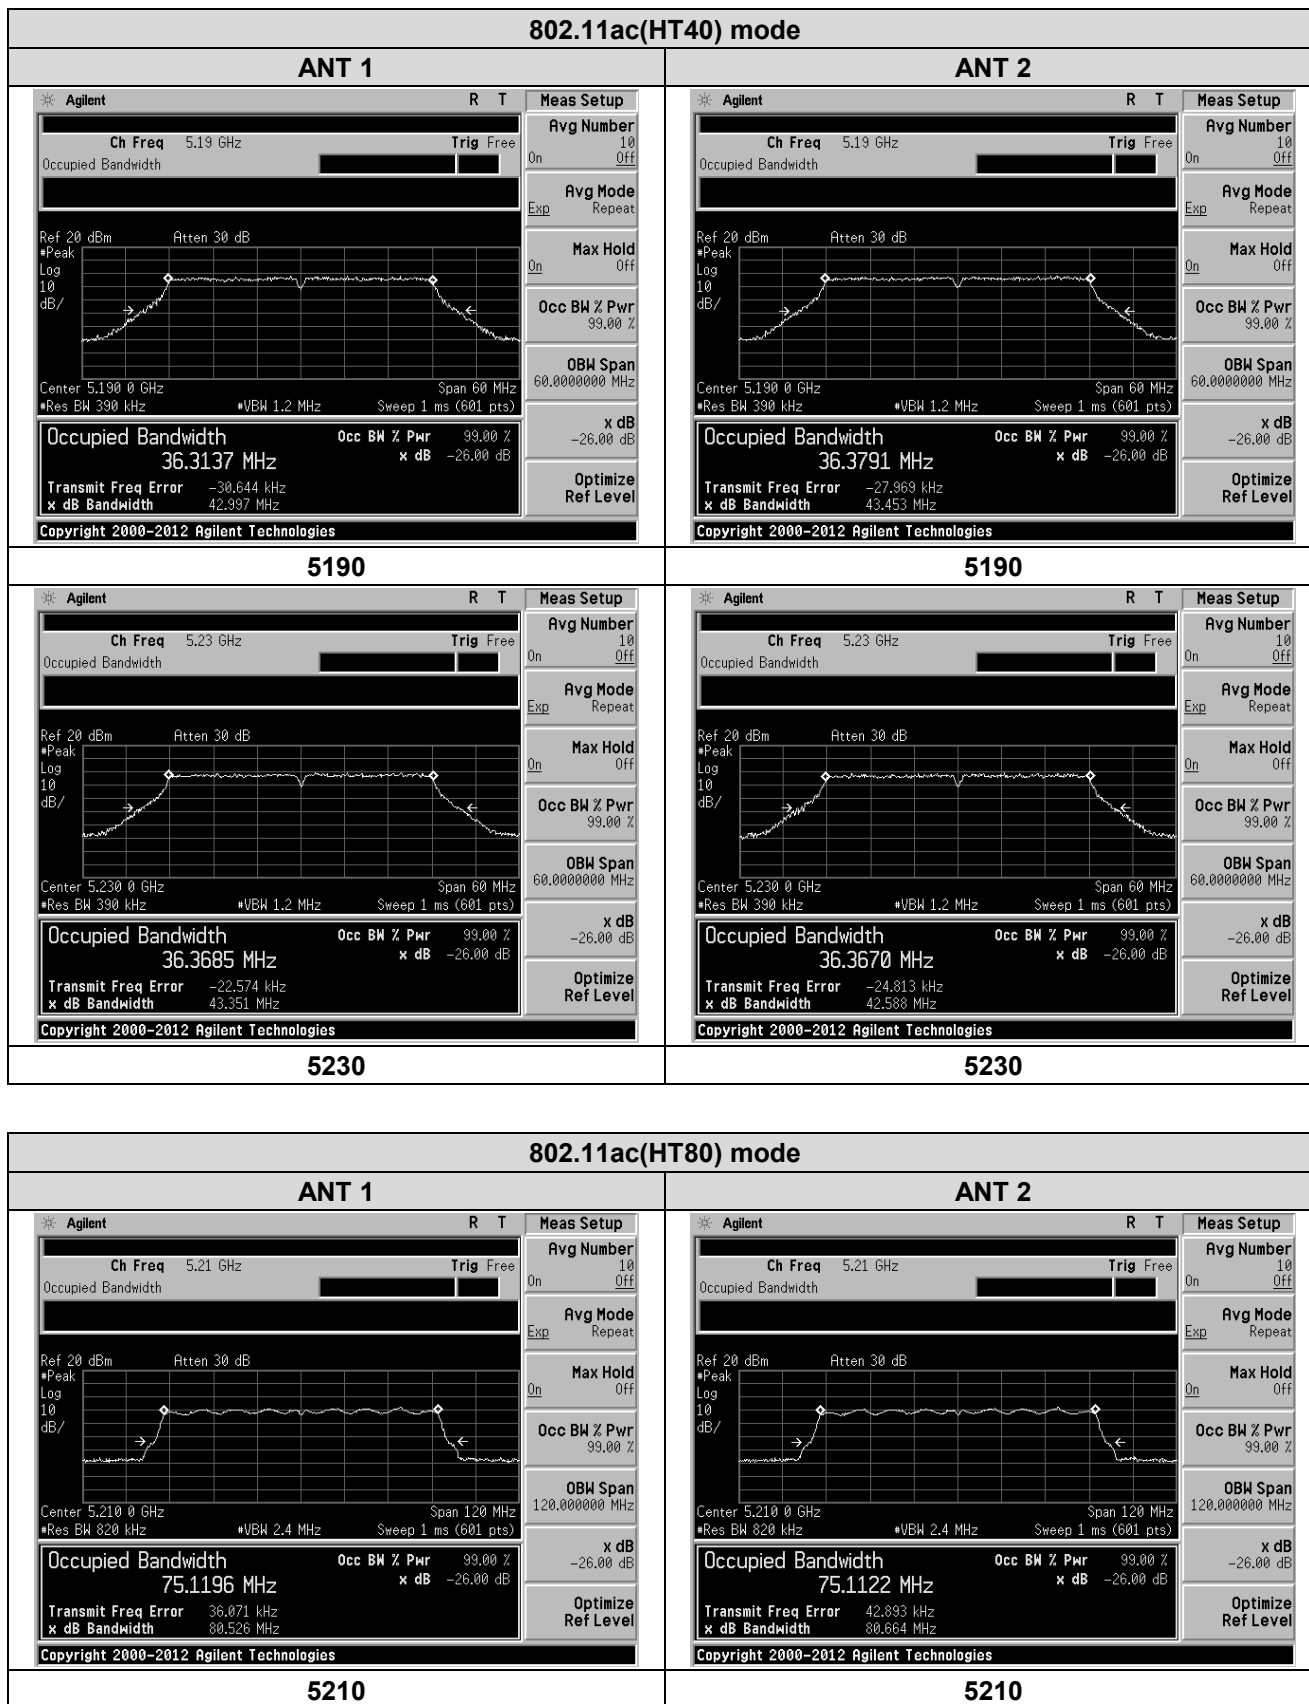 802.11ac(HT40) mode
ANT 1 ANT 2
Agilent R T Meas Setup
Ch Freq 5.19 GHz Trig Free
Occupied Bandwidth
Avg Number
10
On Off
Avg Mode
Exp Repeat
Ref 20 dBm Atten 30 dB
#Peak
Log
10
dB/
Max Hold
On Off
Occ BW % Pwr
99.00 %
OBW Span
60.0000000 MHz
Center 5.190 0 GHz Span 60 MHz
#Res BW 390 kHz #VBW 1.2 MHz Sweep 1 ms (601 pts)
x dB
-26.00 dB
Occupied Bandwidth Occ BW % Pwr 99.00 %
36.3137 MHz x dB -26.00 dB
Transmit Freq Error -30.644 kHz
x dB Bandwidth 42.997 MHz
Optimize
Ref Level
Copyright 2000-2012 Agilent Technologies
Agilent R T Meas Setup
Ch Freq 5.19 GHz Trig Free
Occupied Bandwidth
Avg Number
10
On Off
Avg Mode
Exp Repeat
Ref 20 dBm Atten 30 dB
#Peak
Log
10
dB/
Max Hold
On Off
Occ BW % Pwr
99.00 %
OBW Span
60.0000000 MHz
Center 5.190 0 GHz Span 60 MHz
#Res BW 390 kHz #VBW 1.2 MHz Sweep 1 ms (601 pts)
x dB
-26.00 dB
Occupied Bandwidth Occ BW % Pwr 99.00 %
36.3791 MHz x dB -26.00 dB
Transmit Freq Error -27.969 kHz
x dB Bandwidth 43.453 MHz
Optimize
Ref Level
Copyright 2000-2012 Agilent Technologies
5190 5190
Agilent R T Meas Setup
Ch Freq 5.23 GHz Trig Free
Occupied Bandwidth
Avg Number
10
On Off
Avg Mode
Exp Repeat
Ref 20 dBm Atten 30 dB
#Peak
Log
10
dB/
Max Hold
On Off
Occ BW % Pwr
99.00 %
OBW Span
60.0000000 MHz
Center 5.230 0 GHz Span 60 MHz
#Res BW 390 kHz #VBW 1.2 MHz Sweep 1 ms (601 pts)
x dB
-26.00 dB
Occupied Bandwidth Occ BW % Pwr 99.00 %
36.3685 MHz x dB -26.00 dB
Transmit Freq Error -22.574 kHz
x dB Bandwidth 43.351 MHz
Optimize
Ref Level
Copyright 2000-2012 Agilent Technologies
Agilent R T Meas Setup
Ch Freq 5.23 GHz Trig Free
Occupied Bandwidth
Avg Number
10
On Off
Avg Mode
Exp Repeat
Ref 20 dBm Atten 30 dB
#Peak
Log
10
dB/
Max Hold
On Off
Occ BW % Pwr
99.00 %
OBW Span
60.0000000 MHz
Center 5.230 0 GHz Span 60 MHz
#Res BW 390 kHz #VBW 1.2 MHz Sweep 1 ms (601 pts)
x dB
-26.00 dB
Occupied Bandwidth Occ BW % Pwr 99.00 %
36.3670 MHz x dB -26.00 dB
Transmit Freq Error -24.813 kHz
x dB Bandwidth 42.588 MHz
Optimize
Ref Level
Copyright 2000-2012 Agilent Technologies
5230 5230
802.11ac(HT80) mode
ANT 1 ANT 2
Agilent R T Meas Setup
Ch Freq 5.21 GHz Trig Free
Occupied Bandwidth
Avg Number
10
On Off
Avg Mode
Exp Repeat
Ref 20 dBm Atten 30 dB
#Peak
Log
10
dB/
Max Hold
On Off
Occ BW % Pwr
99.00 %
OBW Span
120.000000 MHz
Center 5.210 0 GHz Span 120 MHz
#Res BW 820 kHz #VBW 2.4 MHz Sweep 1 ms (601 pts)
x dB
-26.00 dB
Occupied Bandwidth Occ BW % Pwr 99.00 %
75.1196 MHz x dB -26.00 dB
Transmit Freq Error 36.071 kHz
x dB Bandwidth 80.526 MHz
Optimize
Ref Level
Copyright 2000-2012 Agilent Technologies
Agilent R T Meas Setup
Ch Freq 5.21 GHz Trig Free
Occupied Bandwidth
Avg Number
10
On Off
Avg Mode
Exp Repeat
Ref 20 dBm Atten 30 dB
#Peak
Log
10
dB/
Max Hold
On Off
Occ BW % Pwr
99.00 %
OBW Span
120.000000 MHz
Center 5.210 0 GHz Span 120 MHz
#Res BW 820 kHz #VBW 2.4 MHz Sweep 1 ms (601 pts)
x dB
-26.00 dB
Occupied Bandwidth Occ BW % Pwr 99.00 %
75.1122 MHz x dB -26.00 dB
Transmit Freq Error 42.893 kHz
x dB Bandwidth 80.664 MHz
Optimize
Ref Level
Copyright 2000-2012 Agilent Technologies
5210 5210